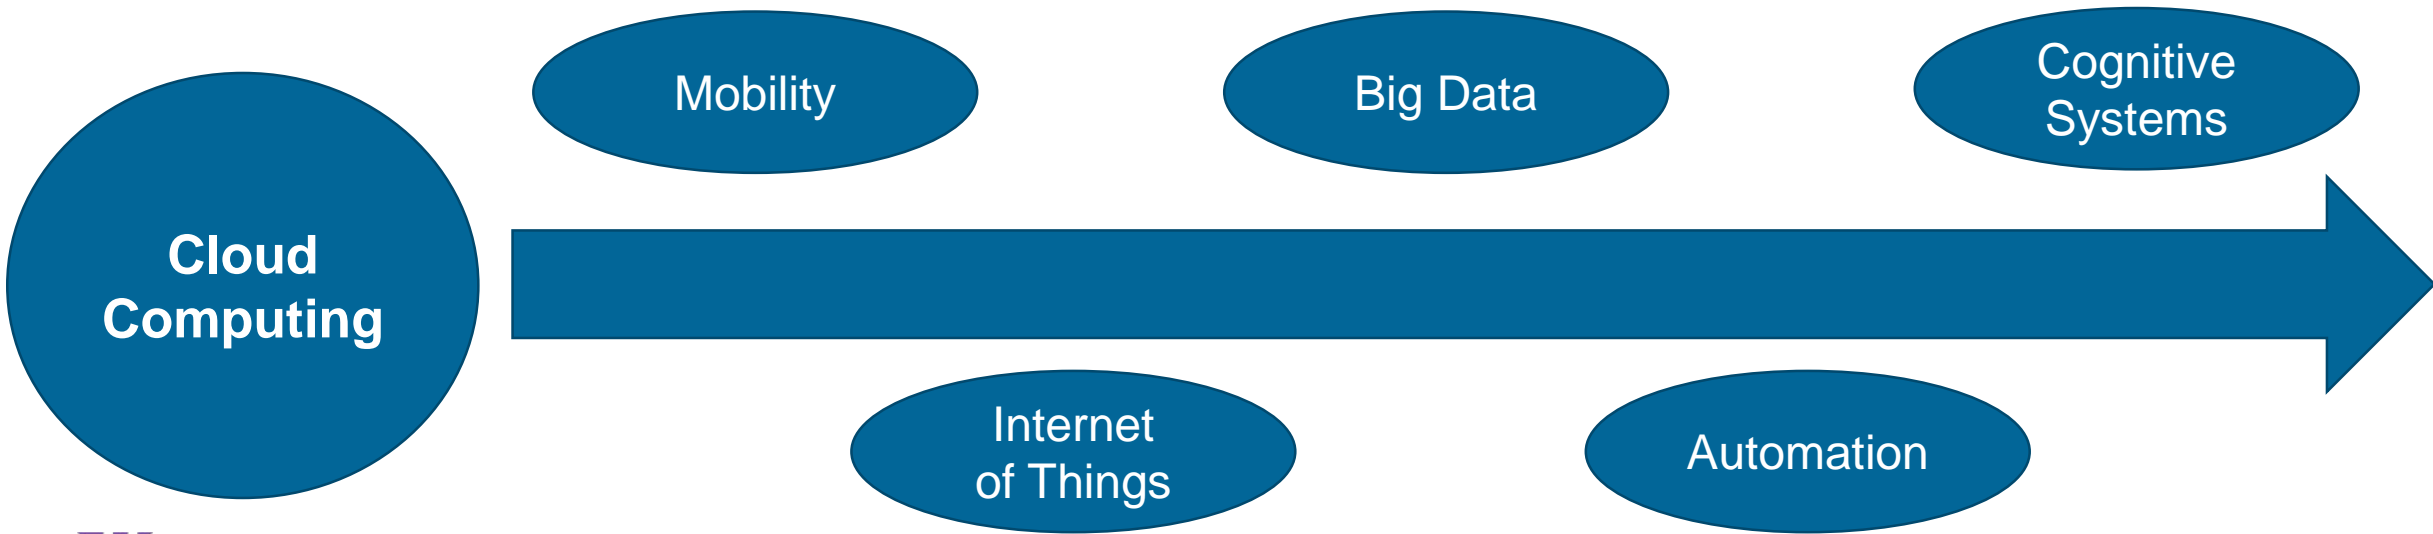 Cloud
Computing
Mobility
Internet
of Things
Big Data
Automation
Cognitive
Systems